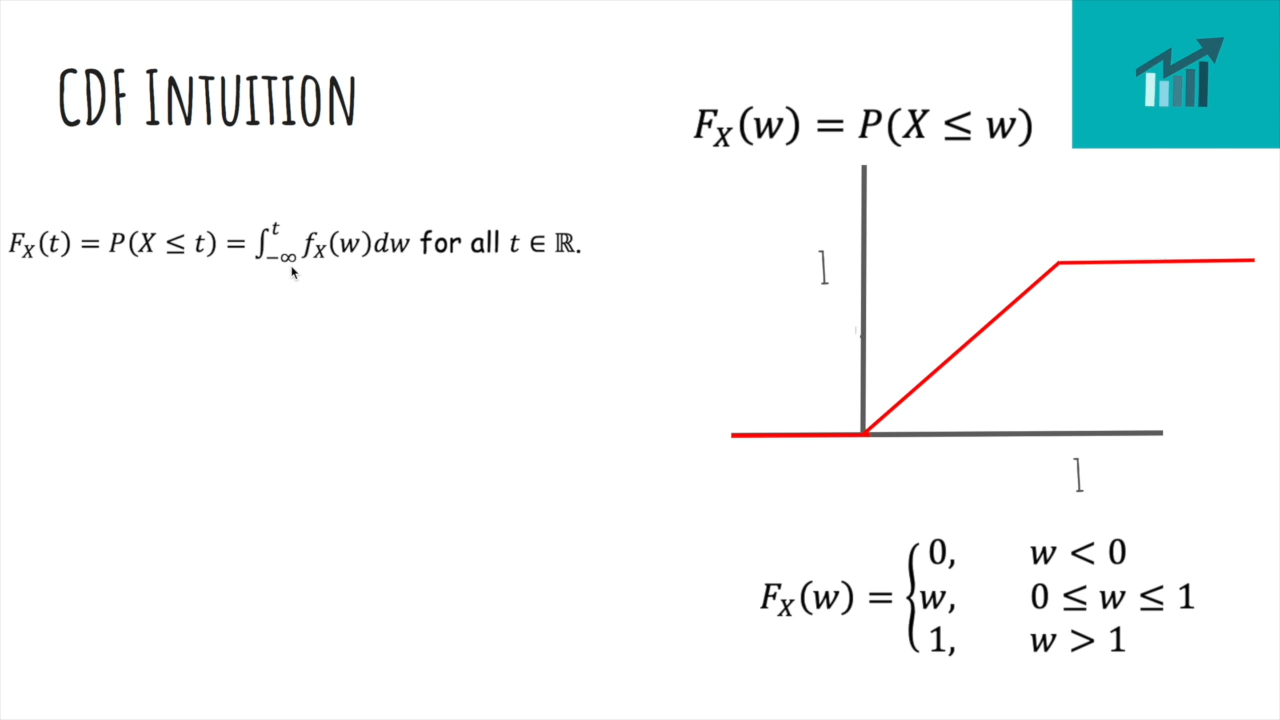 CDF INTUITION
F_X(w) = P(X ≤ w)
F_X(t) = P(X ≤ t) = ∫_{-∞}^{t} f_X(w)dw for all t ∈ ℝ.
1
1
F_X(w) = { 0, w < 0
w, 0 ≤ w ≤ 1
1, w > 1